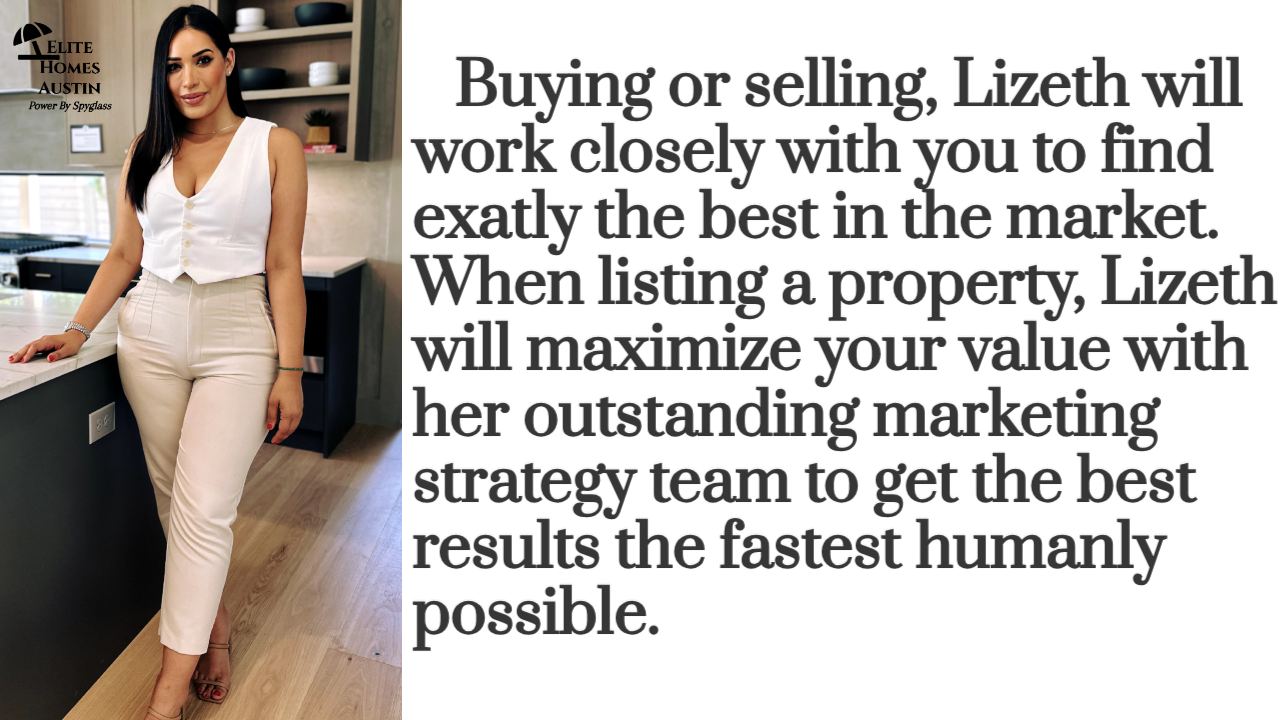 ELITE
HOMES
AUSTIN
Power By Spyglass
Buying or selling, Lizeth will
work closely with you to find
exatly the best in the market.
When listing a property, Lizeth
will maximize your value with
her outstanding marketing
strategy team to get the best
results the fastest humanly
possible.